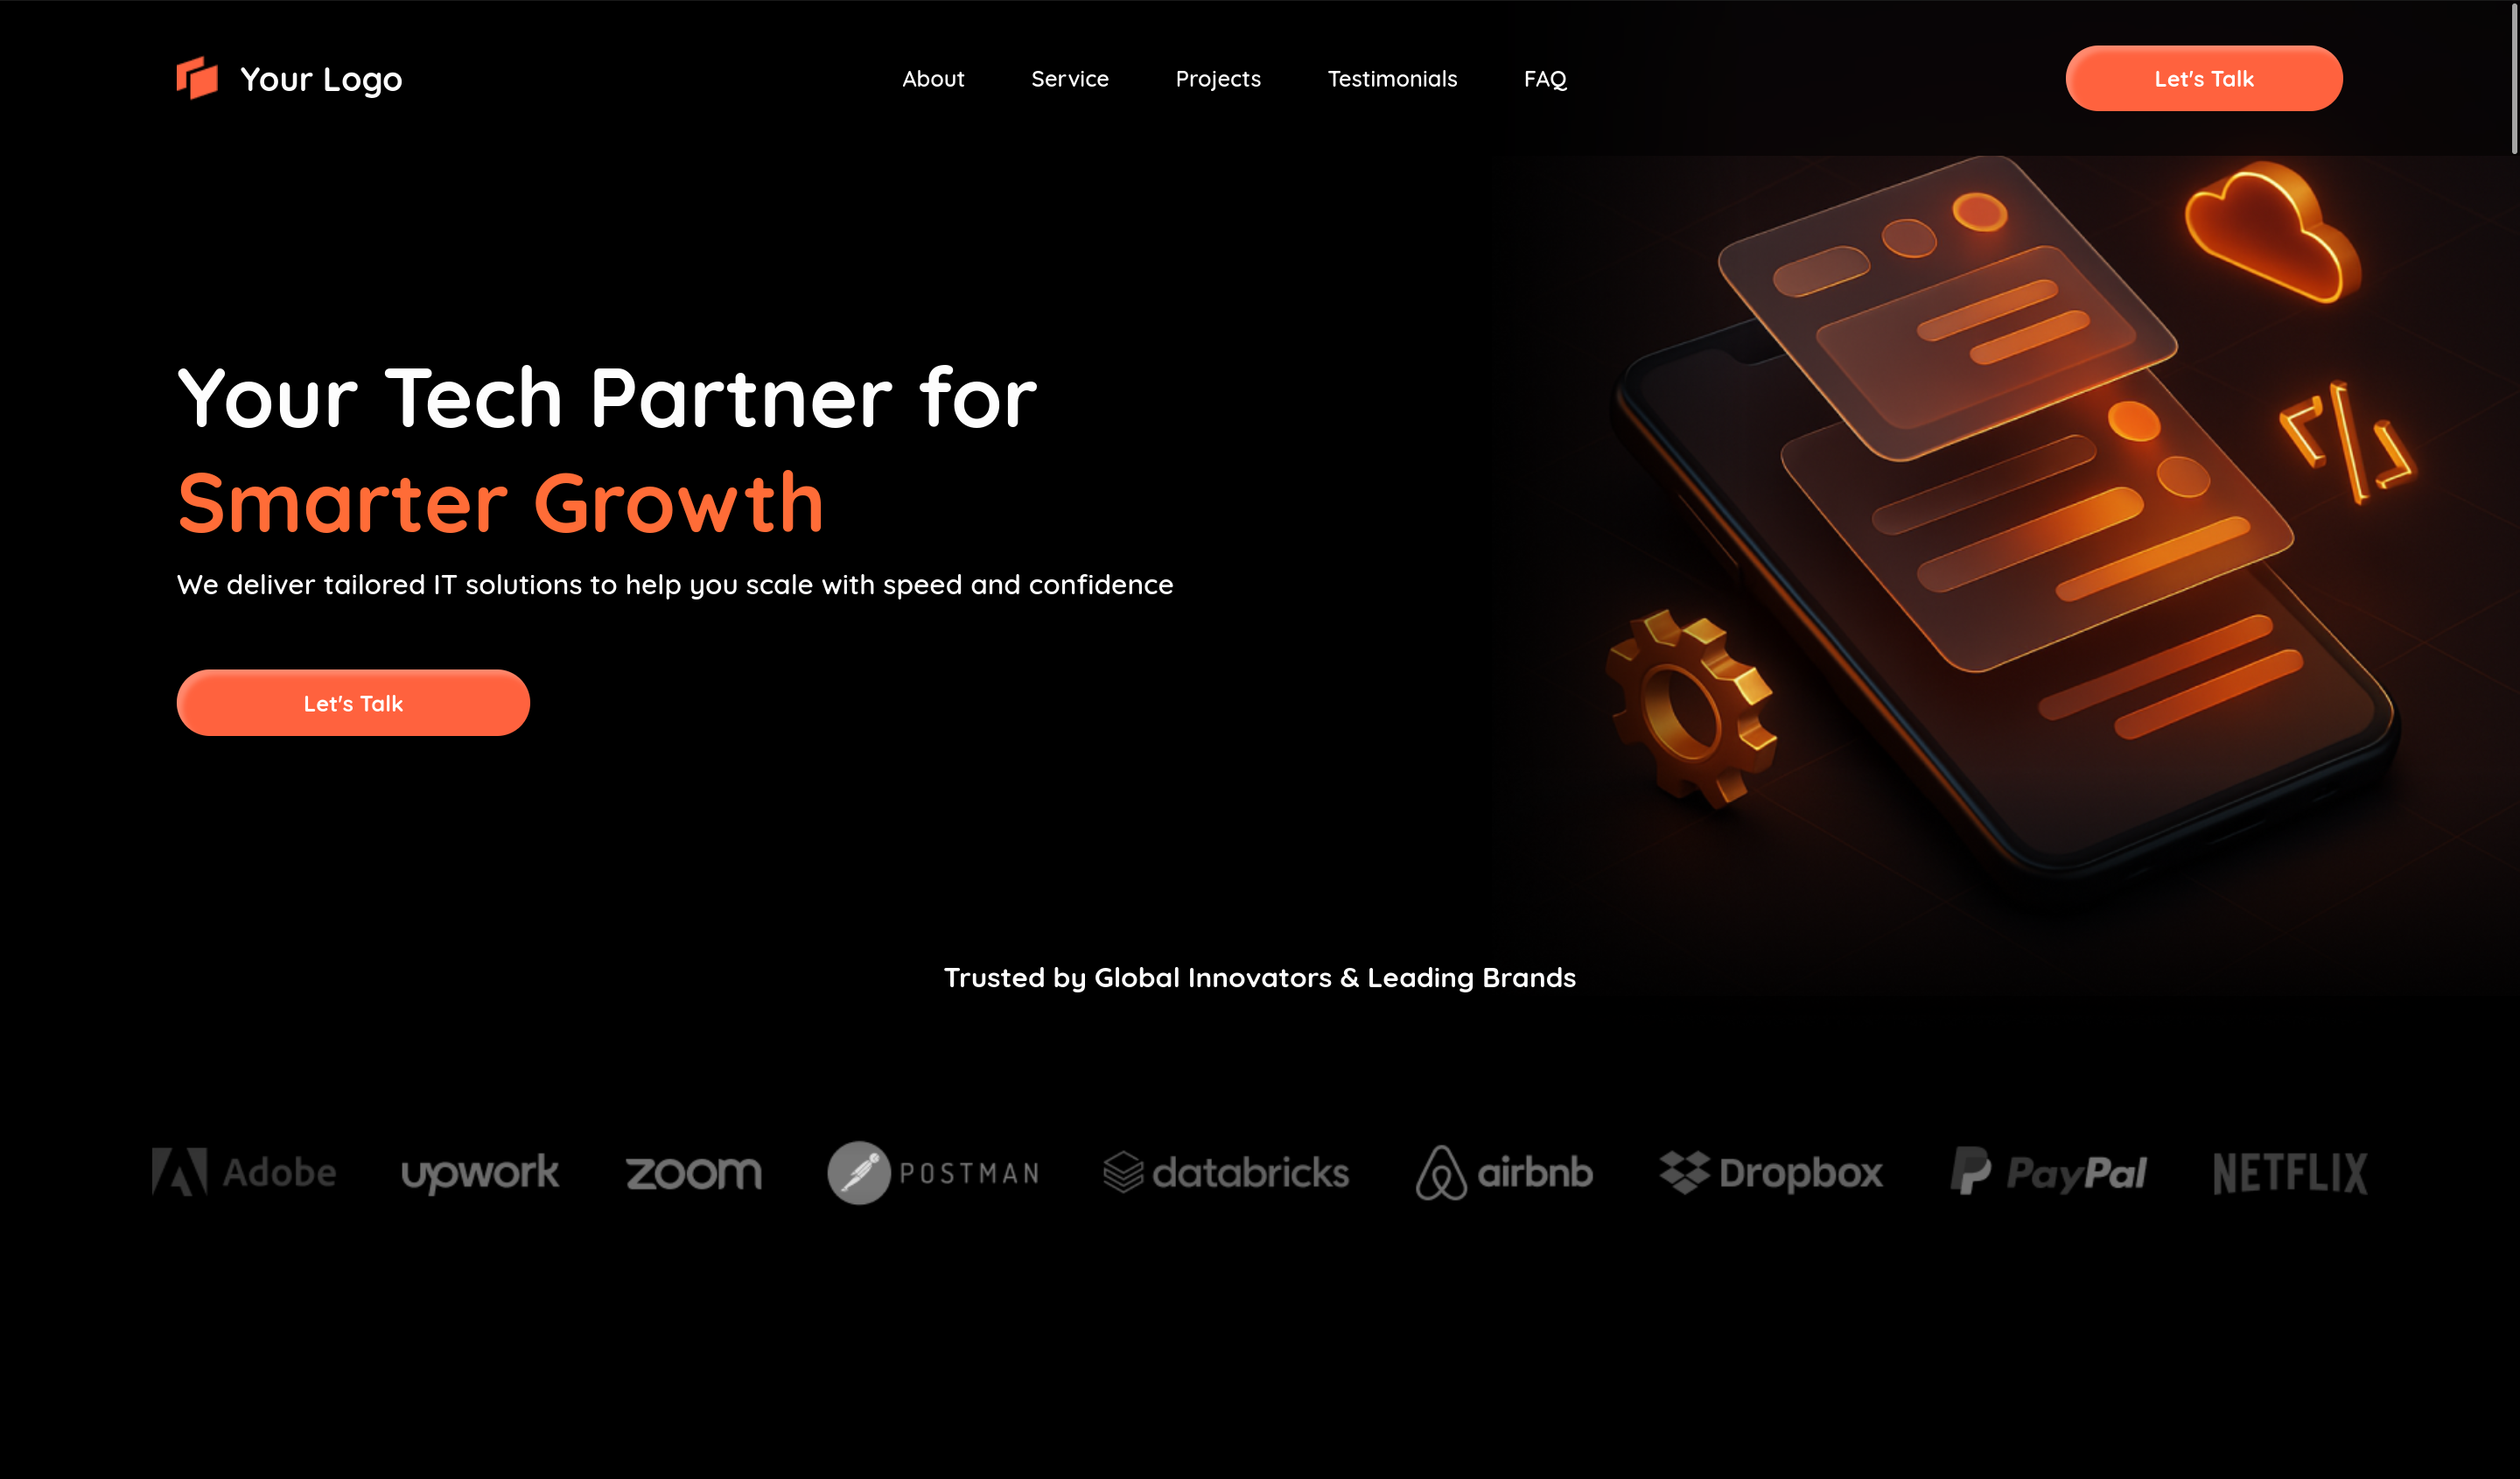 Your Logo
About
Service
Projects
Testimonials
FAQ
Let's Talk
Your Tech Partner for
Smarter Growth
We deliver tailored IT solutions to help you scale with speed and confidence
Let's Talk
Trusted by Global Innovators & Leading Brands
Adobe
upwork
zoom
POSTMAN
databricks
airbnb
Dropbox
PayPal
NETFLIX